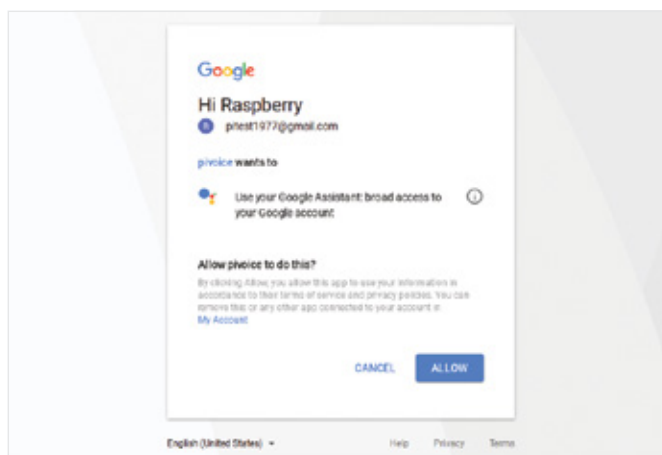 Google
Hi Raspberry
pitest1977@gmail.com
pivoice wants to
Use your Google Assistant: broad access to
your Google account
Allow pivoice to do this?
By clicking Allow, you allow this app to use your information in
accordance to their terms of service and privacy policies. You can
remove this or any other app connected to your account in
My Account
CANCEL
ALLOW
English (United States)
Help
Privacy
Terms